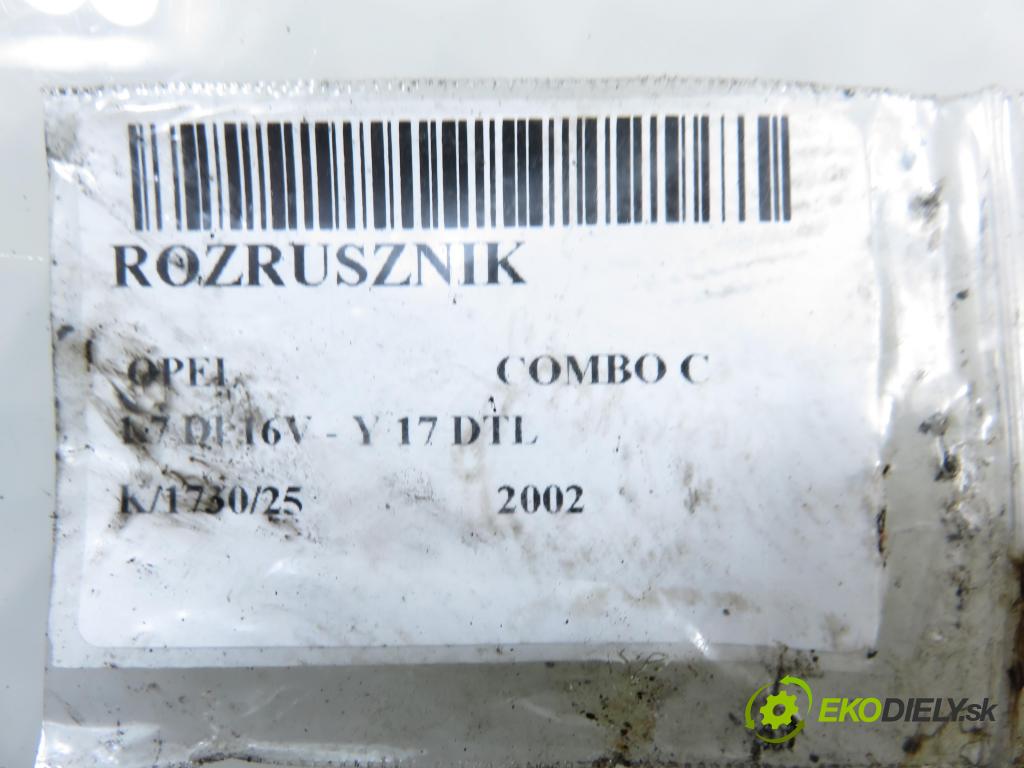 ROZRUSZNIK
OPEL COMBO C
1.7 DI 16V - Y 17 DTL
K/1730/25 2002
EKODIELY.sk